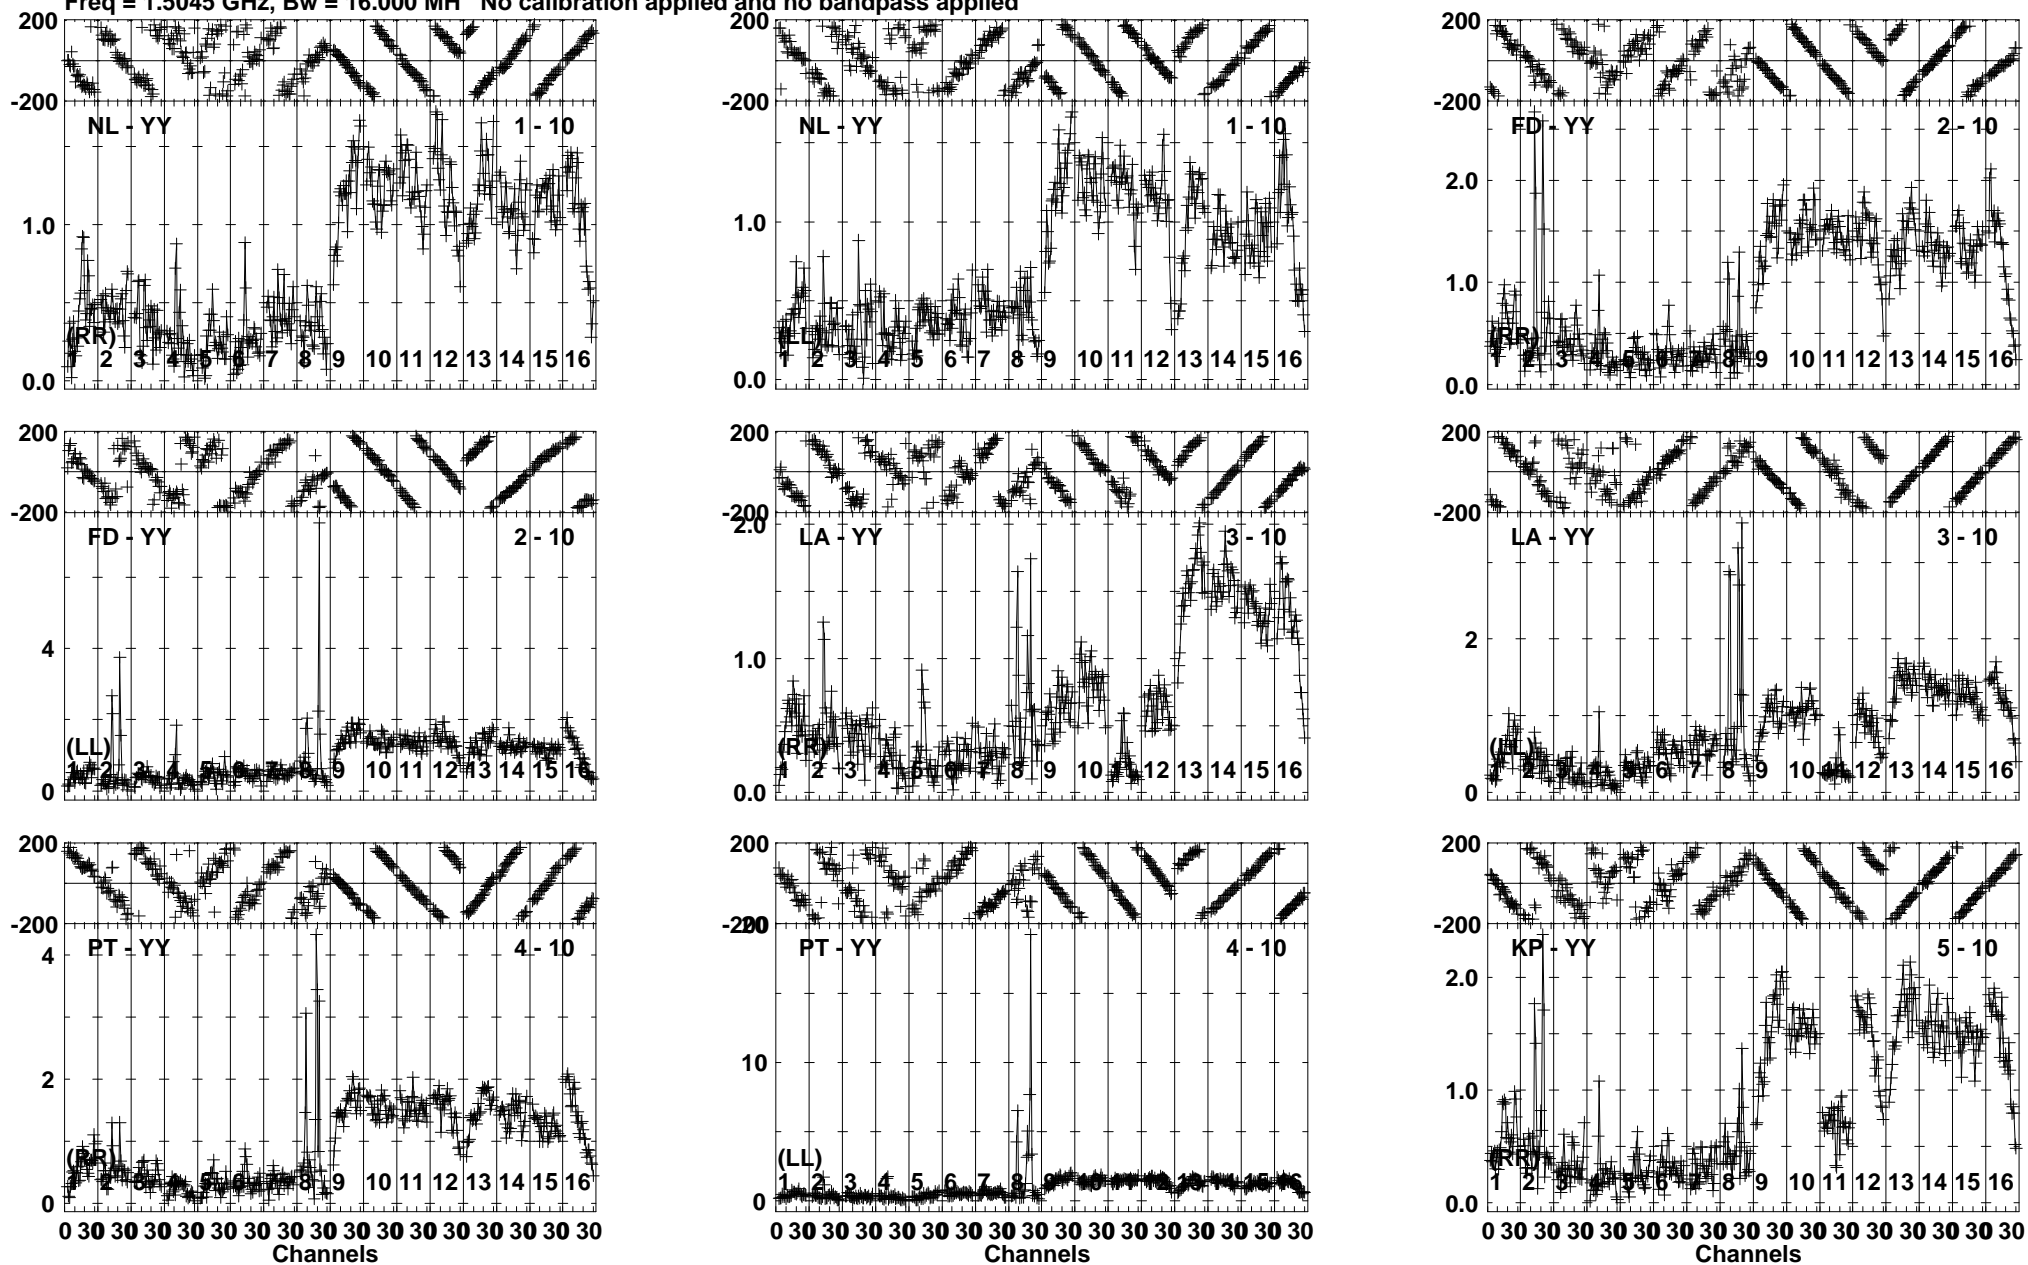 Freq = 1.5045 GHz, Bw = 16.000 MH No calibration applied and no bandpass applied
200 200 200
-200 -200 -200
NL - YY 1 - 10 NL - YY 1 - 10 FD - YY 2 - 10
2.0
1.0 1.0 1.0
(RR) (LL) (RR)
1 2 3 4 5 6 7 8 9 10 11 12 13 14 15 16 1 2 3 4 5 6 7 8 9 10 11 12 13 14 15 16 1 2 3 4 5 6 7 8 9 10 11 12 13 14 15 16
0.0 0.0 0.0
200 200 200
-200 -200 -200
2.0
FD - YY 2 - 10 LA - YY 3 - 10 LA - YY 3 - 10
4 1.0 2
(LL) (RR) (LL)
1 2 3 4 5 6 7 8 9 10 11 12 13 14 15 16 1 2 3 4 5 6 7 8 9 10 11 12 13 14 15 16 1 2 3 4 5 6 7 8 9 10 11 12 13 14 15 16
0 0.0 0
200 200 200
-200 -200 -200
20
PT - YY 4 - 10 PT - YY 4 - 10 KP - YY 5 - 10
4 2.0
2 10 1.0
(RR) (LL) (RR)
1 2 3 4 5 6 7 8 9 10 11 12 13 14 15 16 1 2 3 4 5 6 7 8 9 10 11 12 13 14 15 16 1 2 3 4 5 6 7 8 9 10 11 12 13 14 15 16
0 0 0.0
0 30 30 30 30 30 30 30 30 30 30 30 30 30 30 30 30 0 30 30 30 30 30 30 30 30 30 30 30 30 30 30 30 30 0 30 30 30 30 30 30 30 30 30 30 30 30 30 30 30 30
Channels Channels Channels